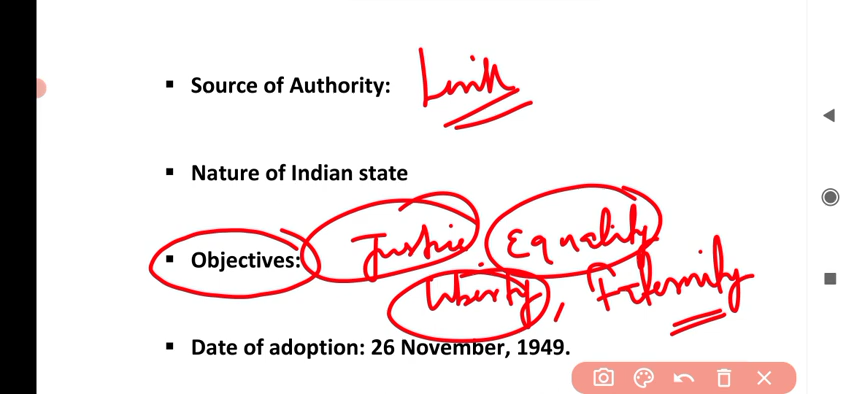 ▪ Source of Authority:
▪ Nature of Indian state
▪ Objectives: Justice Equality
Liberty, Fraternity
▪ Date of adoption: 26 November, 1949.